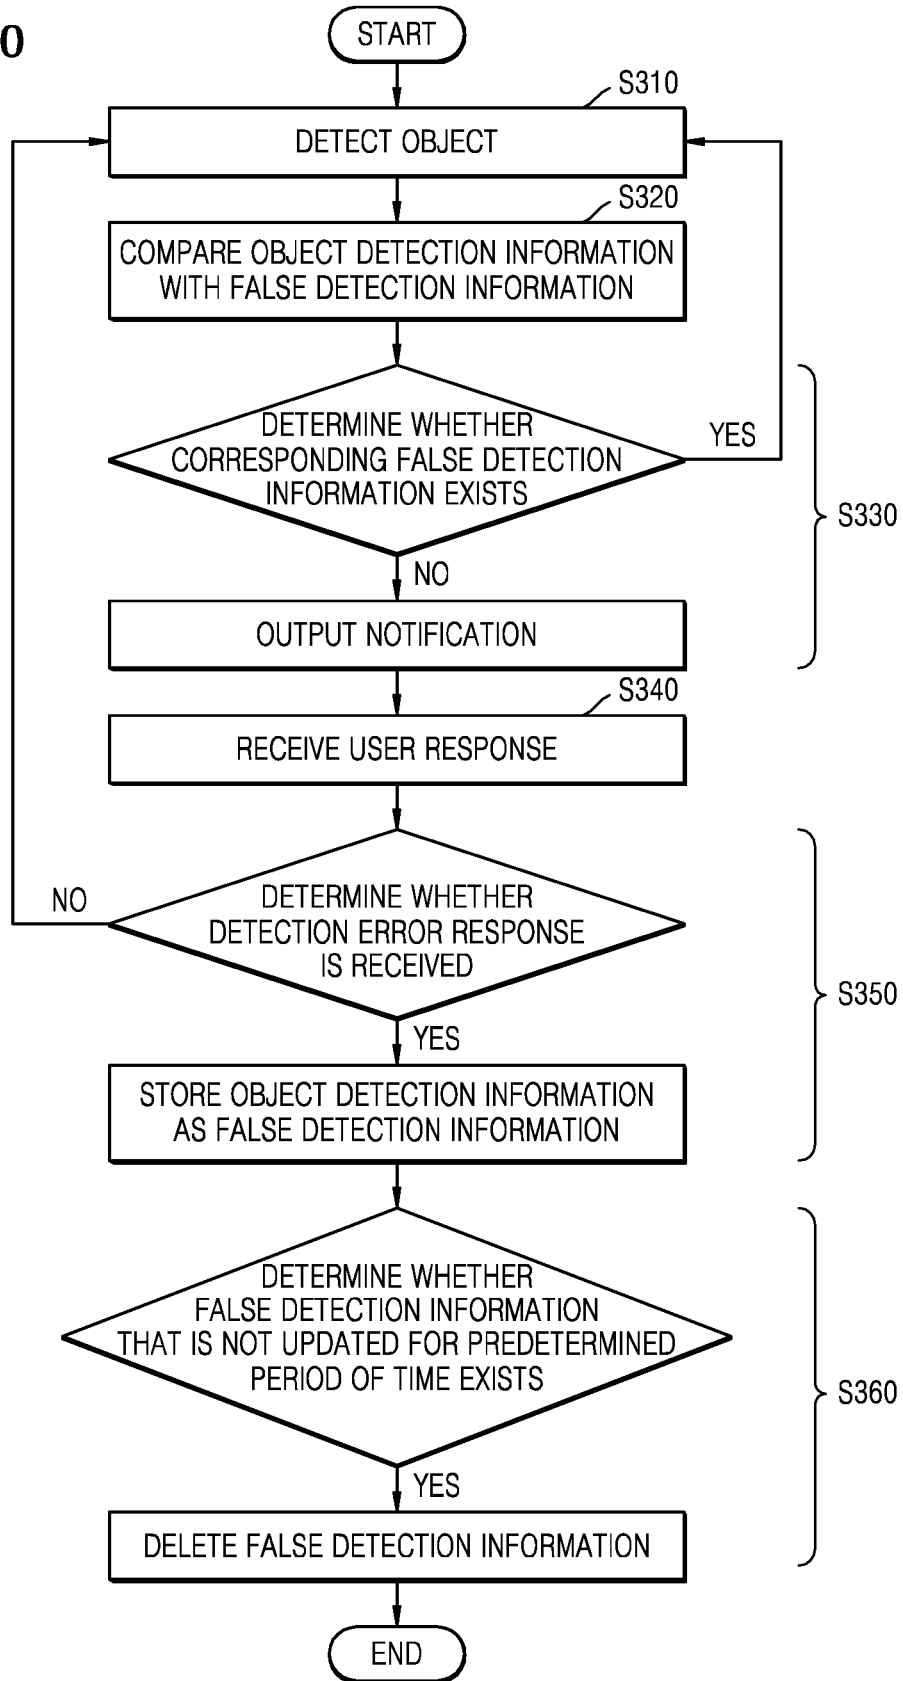 0
START
S310
DETECT OBJECT
S320
COMPARE OBJECT DETECTION INFORMATION
WITH FALSE DETECTION INFORMATION
DETERMINE WHETHER
CORRESPONDING FALSE DETECTION
INFORMATION EXISTS
YES
S330
NO
OUTPUT NOTIFICATION
S340
RECEIVE USER RESPONSE
NO
DETERMINE WHETHER
DETECTION ERROR RESPONSE
IS RECEIVED
S350
YES
STORE OBJECT DETECTION INFORMATION
AS FALSE DETECTION INFORMATION
DETERMINE WHETHER
FALSE DETECTION INFORMATION
THAT IS NOT UPDATED FOR PREDETERMINED
PERIOD OF TIME EXISTS
S360
YES
DELETE FALSE DETECTION INFORMATION
END